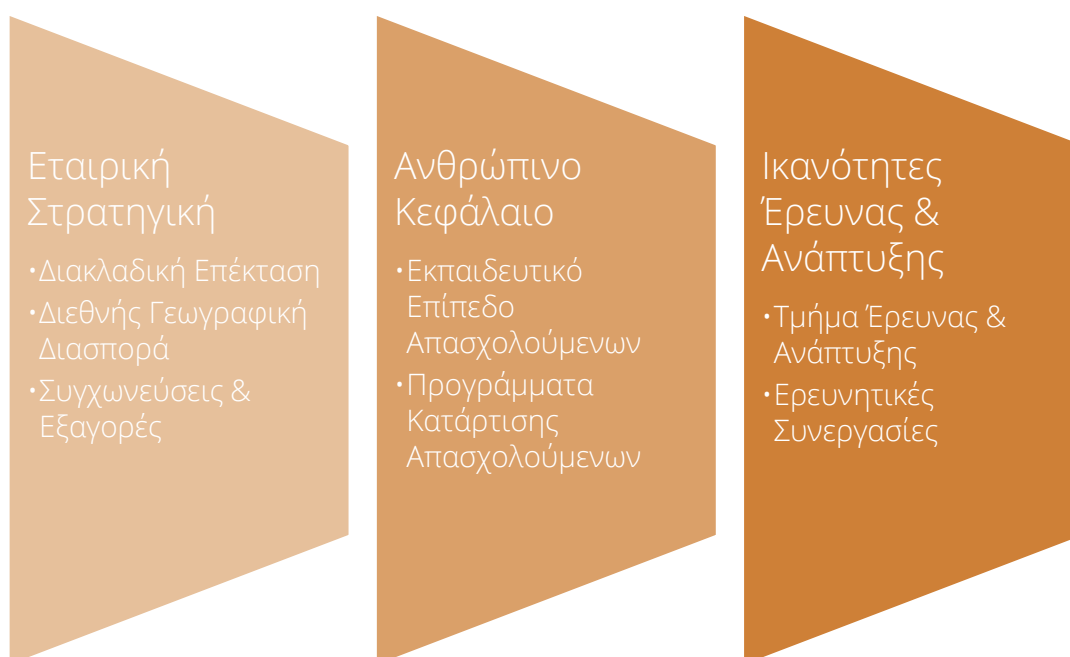 Εταιρική
Στρατηγική
•Διακλαδική Επέκταση
•Διεθνής Γεωγραφική
Διασπορά
•Συγχωνεύσεις &
Εξαγορές
Ανθρώπινο
Κεφάλαιο
•Εκπαιδευτικό
Επίπεδο
Απασχολούμενων
•Προγράμματα
Κατάρτισης
Απασχολούμενων
Ικανότητες
Έρευνας &
Ανάπτυξης
•Τμήμα Έρευνας &
Ανάπτυξης
•Ερευνητικές
Συνεργασίες